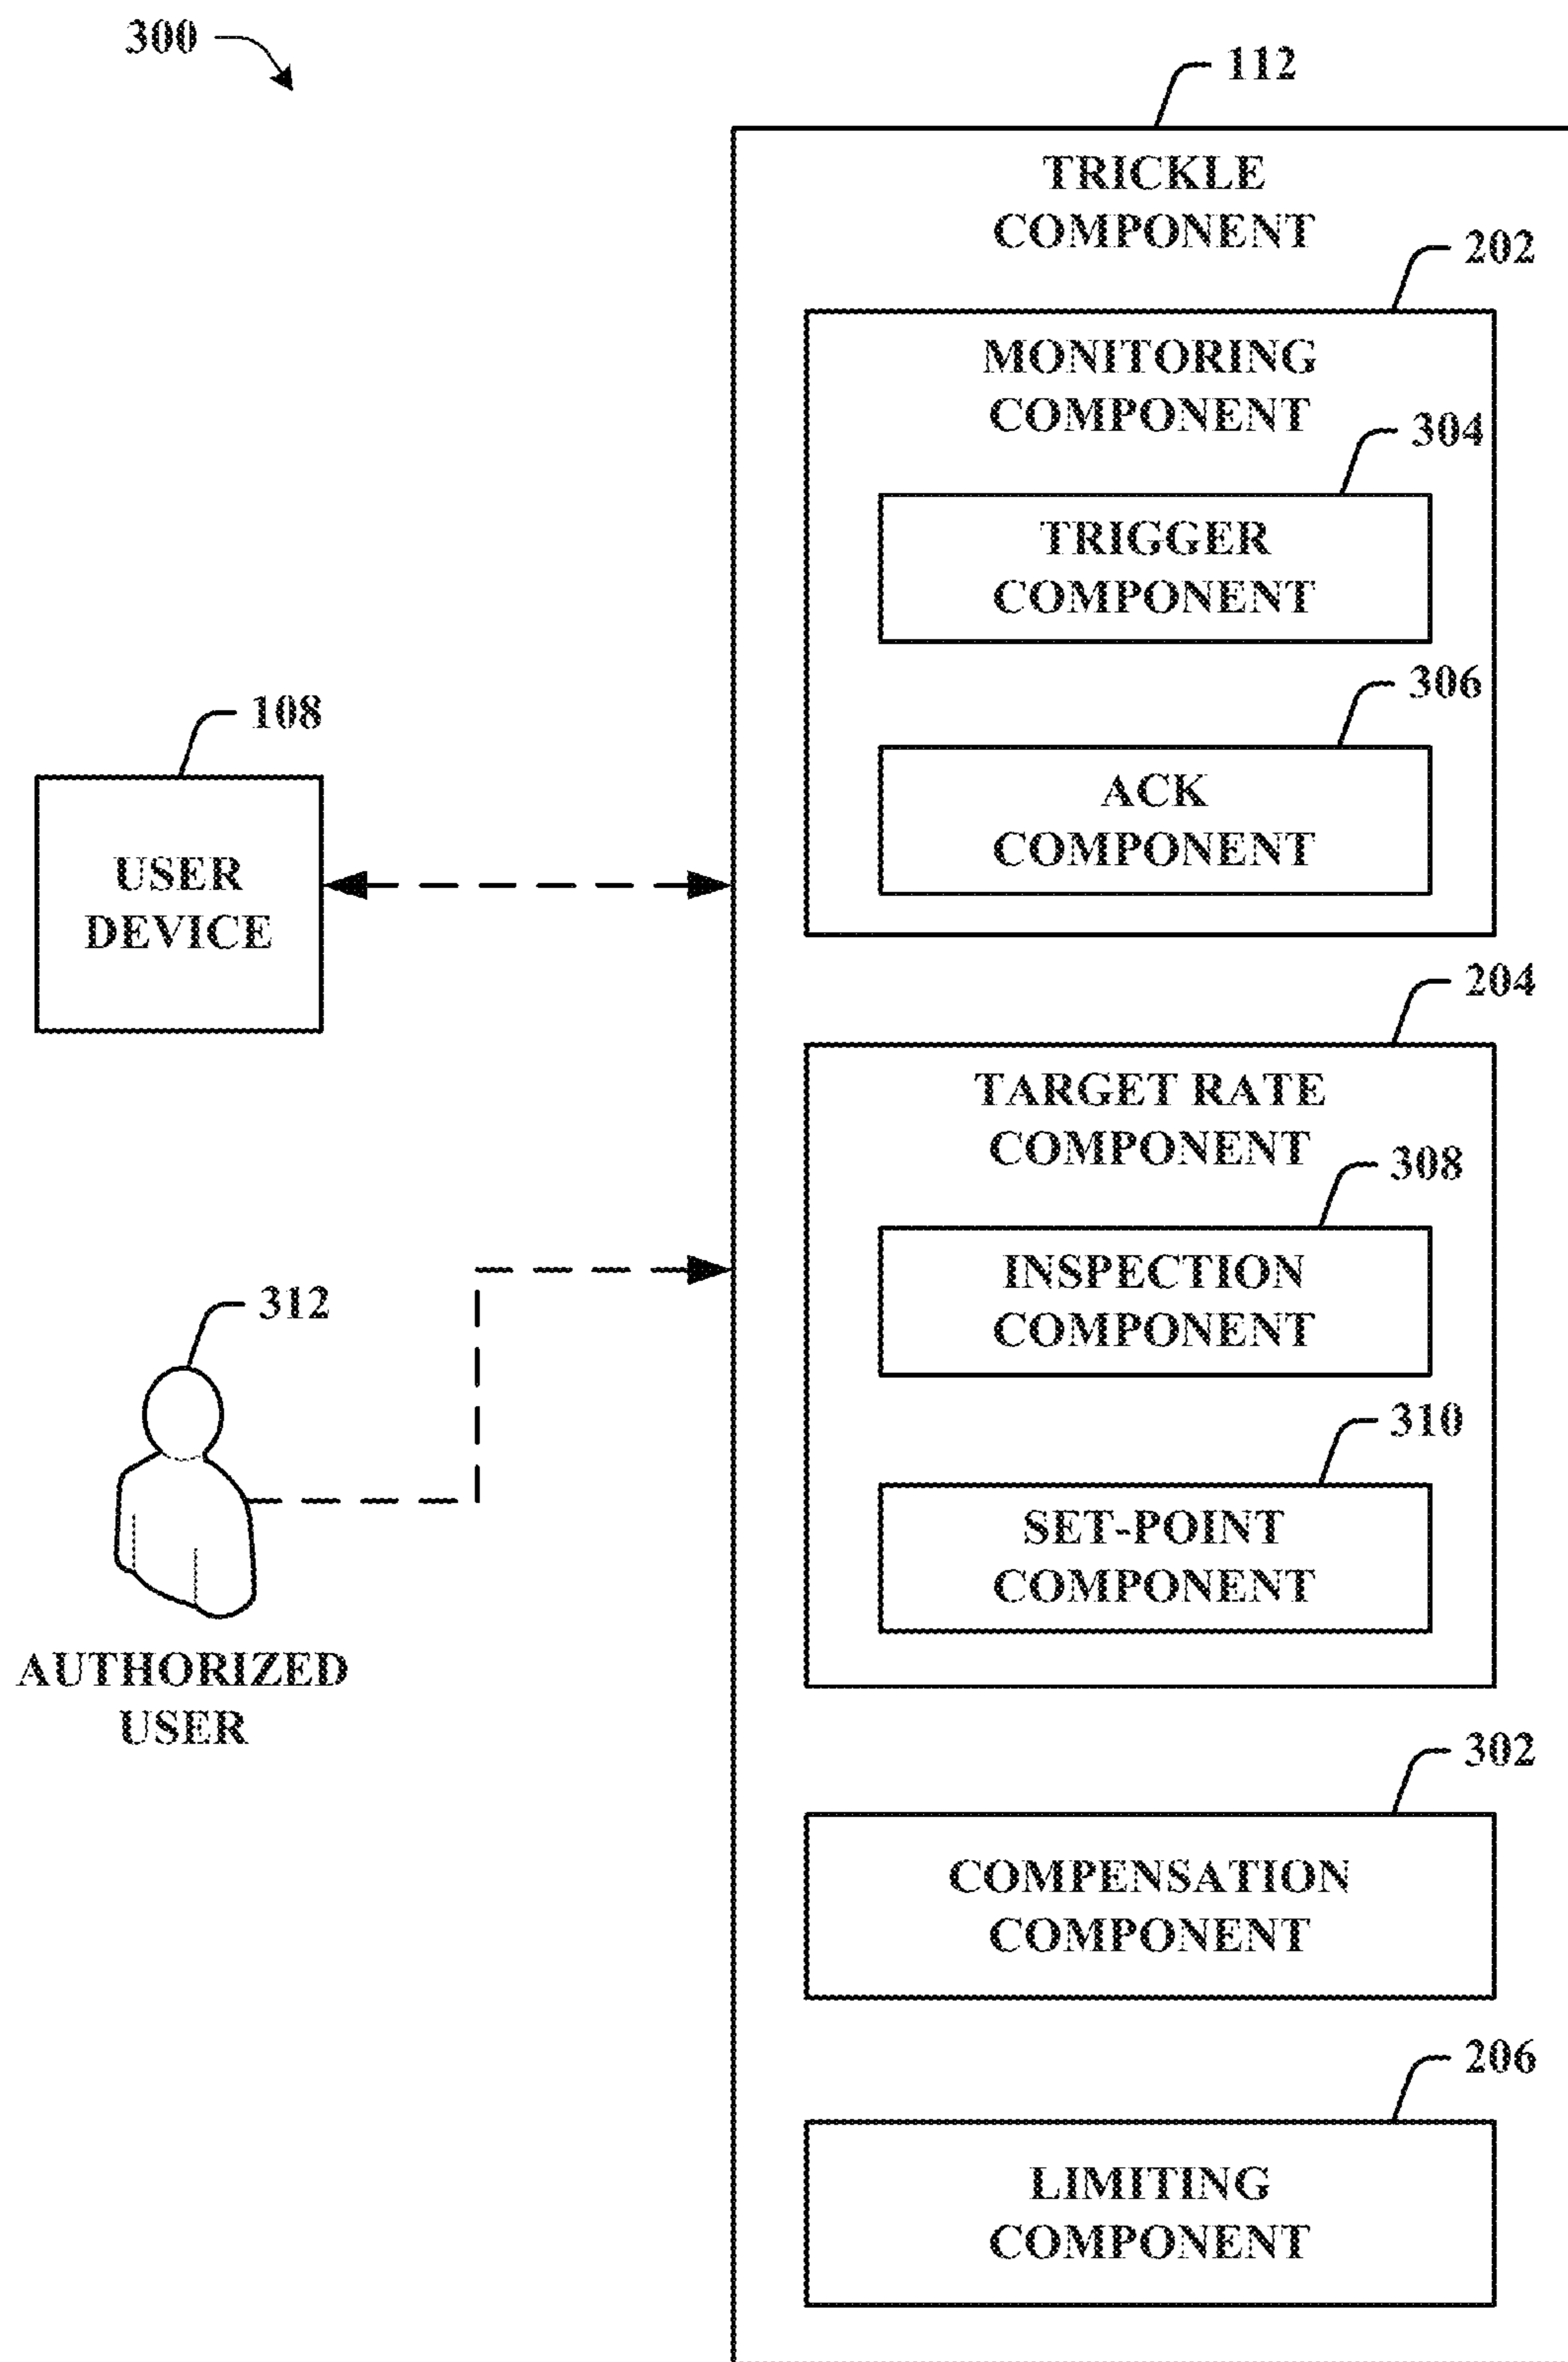 300
112
TRICKLE
COMPONENT
202
MONITORING
COMPONENT
304
TRIGGER
COMPONENT
306
ACK
COMPONENT
108
USER
DEVICE
204
TARGET RATE
COMPONENT
308
INSPECTION
COMPONENT
310
SET-POINT
COMPONENT
312
AUTHORIZED
USER
302
COMPENSATION
COMPONENT
206
LIMITING
COMPONENT